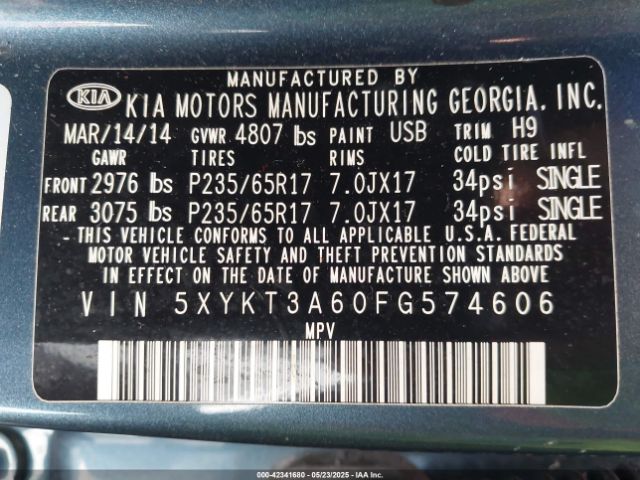 MANUFACTURED BY
KIA KIA MOTORS MANUFACTURING GEORGIA. INC.
MAR/14/14 GVWR 4807 lbs PAINT USB TRIM H9
GAWR TIRES RIMS COLD TIRE INFL
FRONT 2976 lbs P235/65R17 7.0JX17 34psi SINGLE
REAR 3075 lbs P235/65R17 7.0JX17 34psi SINGLE
- THIS VEHICLE CONFORMS TO ALL APPLICABLE U.S.A. FEDERAL
MOTOR VEHICLE SAFETY AND THEFT PREVENTION STANDARDS
IN EFFECT ON THE DATE OF MANUFACTURE SHOWN ABOVE
VIN 5XYKT3A60FG574606
MPV
000-42341680 - 05/23/2025 - IAA Inc.